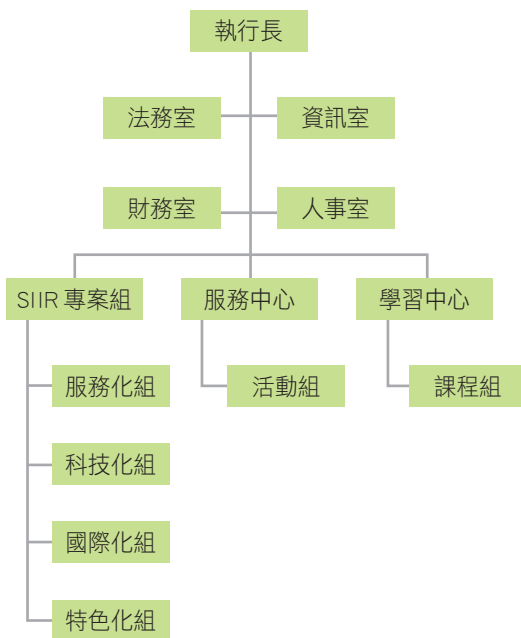 執行長
法務室
資訊室
財務室
人事室
SIIR 專案組
服務中心
學習中心
服務化組
活動組
課程組
科技化組
國際化組
特色化組